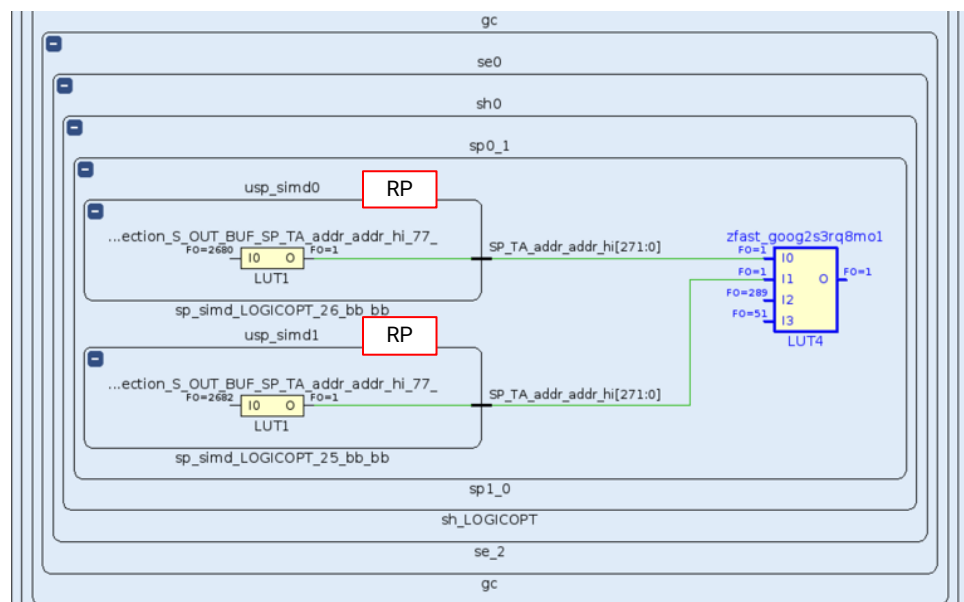 gc
se0
sh0
sp0_1
usp_simd0
RP
...ection_S_OUT_BUF_SP_TA_addr_addr_hi_77_
FO=2680
I0
O
FO=1
LUT1
SP_TA_addr_addr_hi[271:0]
sp_simd_LOGICOPT_26_bb_bb
zfast_goog2s3rq8mo1
FO=1
I0
FO=1
I1
O
FO=1
FO=289
I2
FO=51
I3
LUT4
usp_simd1
RP
...ection_S_OUT_BUF_SP_TA_addr_addr_hi_77_
FO=2682
I0
O
FO=1
LUT1
SP_TA_addr_addr_hi[271:0]
sp_simd_LOGICOPT_25_bb_bb
sp1_0
sh_LOGICOPT
se_2
gc